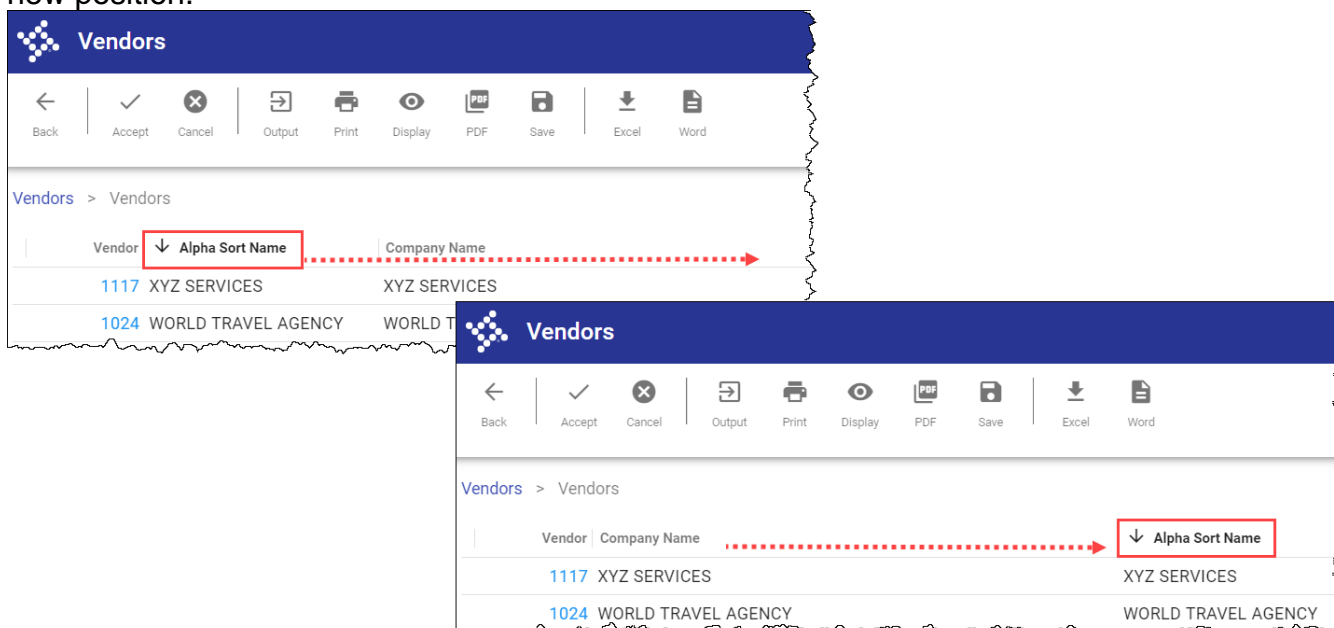 new position.
Vendors
Back Accept Cancel Output Print Display PDF Save Excel Word
Vendors > Vendors
Vendor Alpha Sort Name Company Name
1117 XYZ SERVICES XYZ SERVICES
1024 WORLD TRAVEL AGENCY WORLD T
Vendors
Back Accept Cancel Output Print Display PDF Save Excel Word
Vendors > Vendors
Vendor Company Name Alpha Sort Name
1117 XYZ SERVICES XYZ SERVICES
1024 WORLD TRAVEL AGENCY WORLD TRAVEL AGENCY